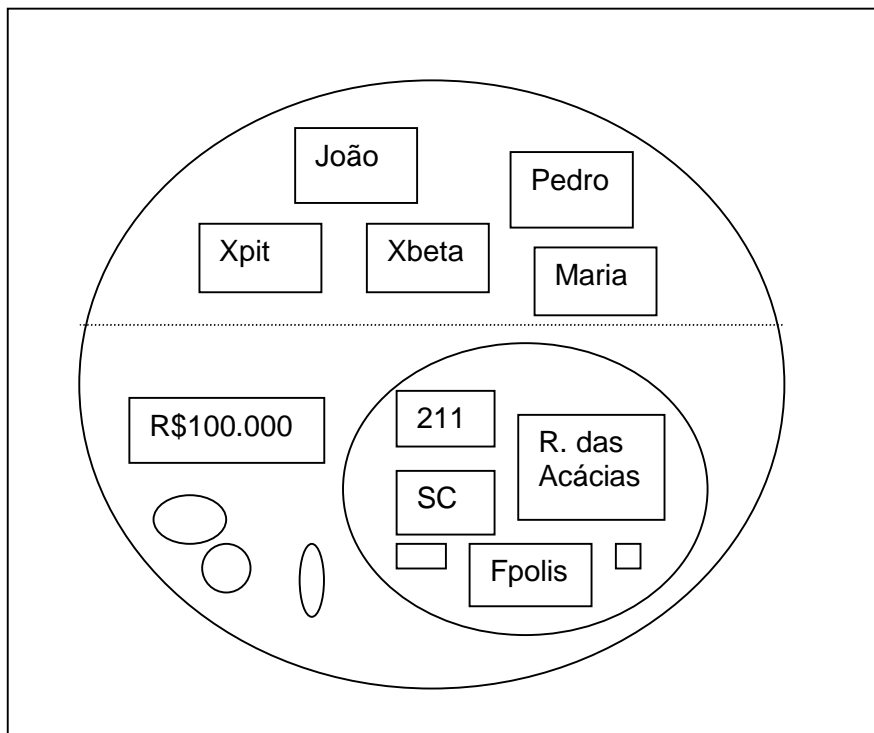 João
Pedro
Xpit
Xbeta
Maria
R$100.000
211
R. das
Acácias
SC
Fpolis